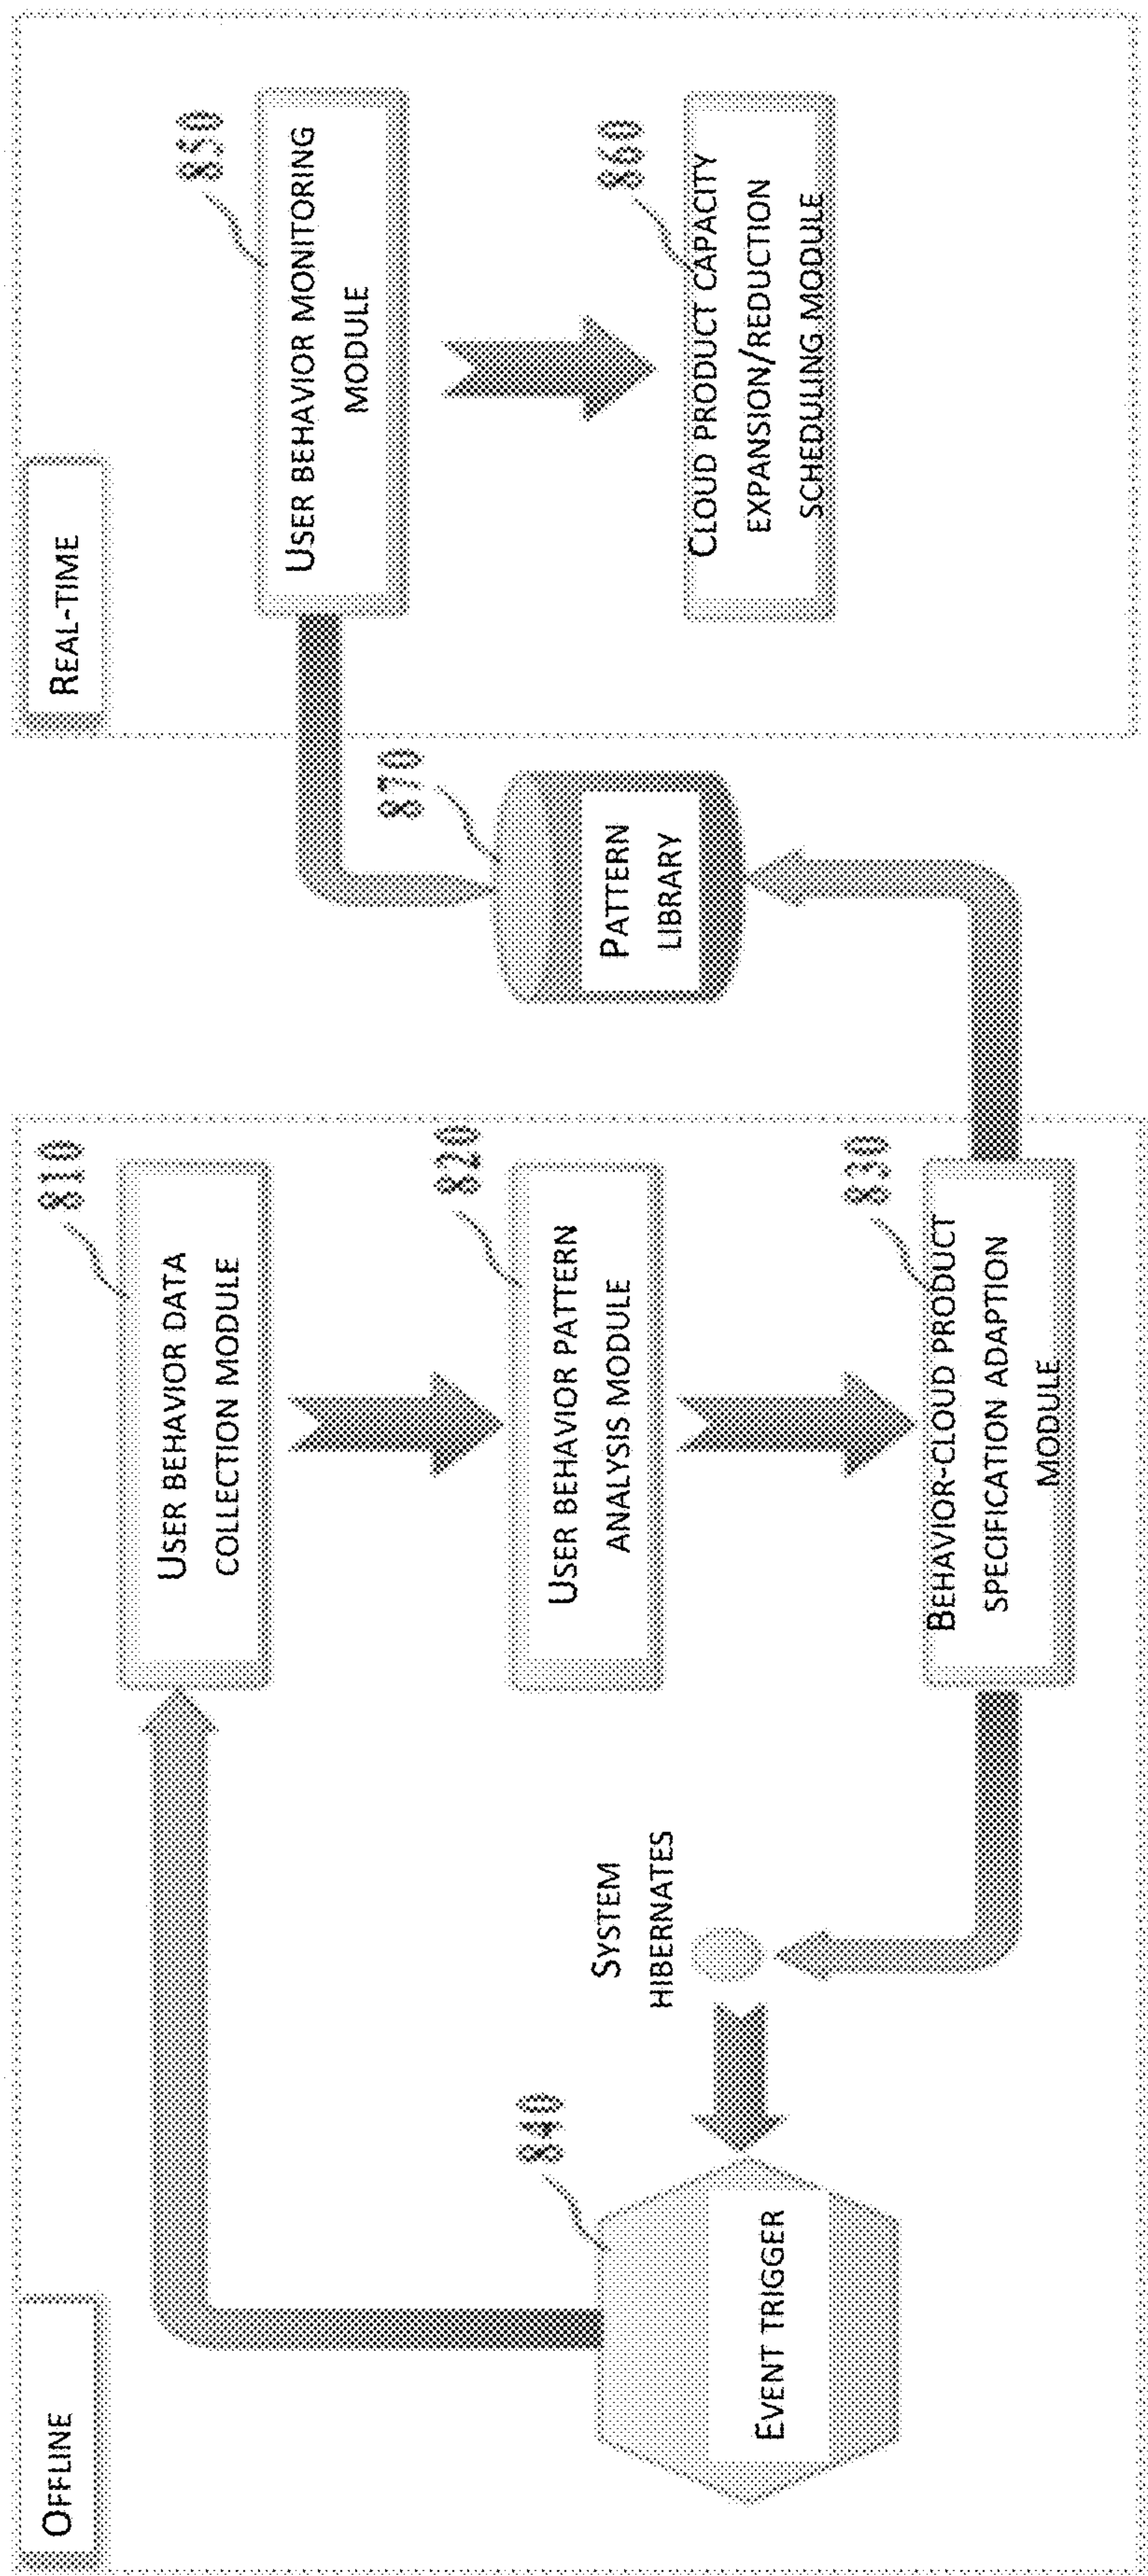 OFFLINE
810
USER BEHAVIOR DATA
COLLECTION MODULE
820
USER BEHAVIOR PATTERN
ANALYSIS MODULE
830
BEHAVIOR-CLOUD PRODUCT
SPECIFICATION ADAPTION
MODULE
SYSTEM
HIBERNATES
840
EVENT TRIGGER
870
PATTERN
LIBRARY
REAL-TIME
850
USER BEHAVIOR MONITORING
MODULE
860
CLOUD PRODUCT CAPACITY
EXPANSION/REDUCTION
SCHEDULING MODULE